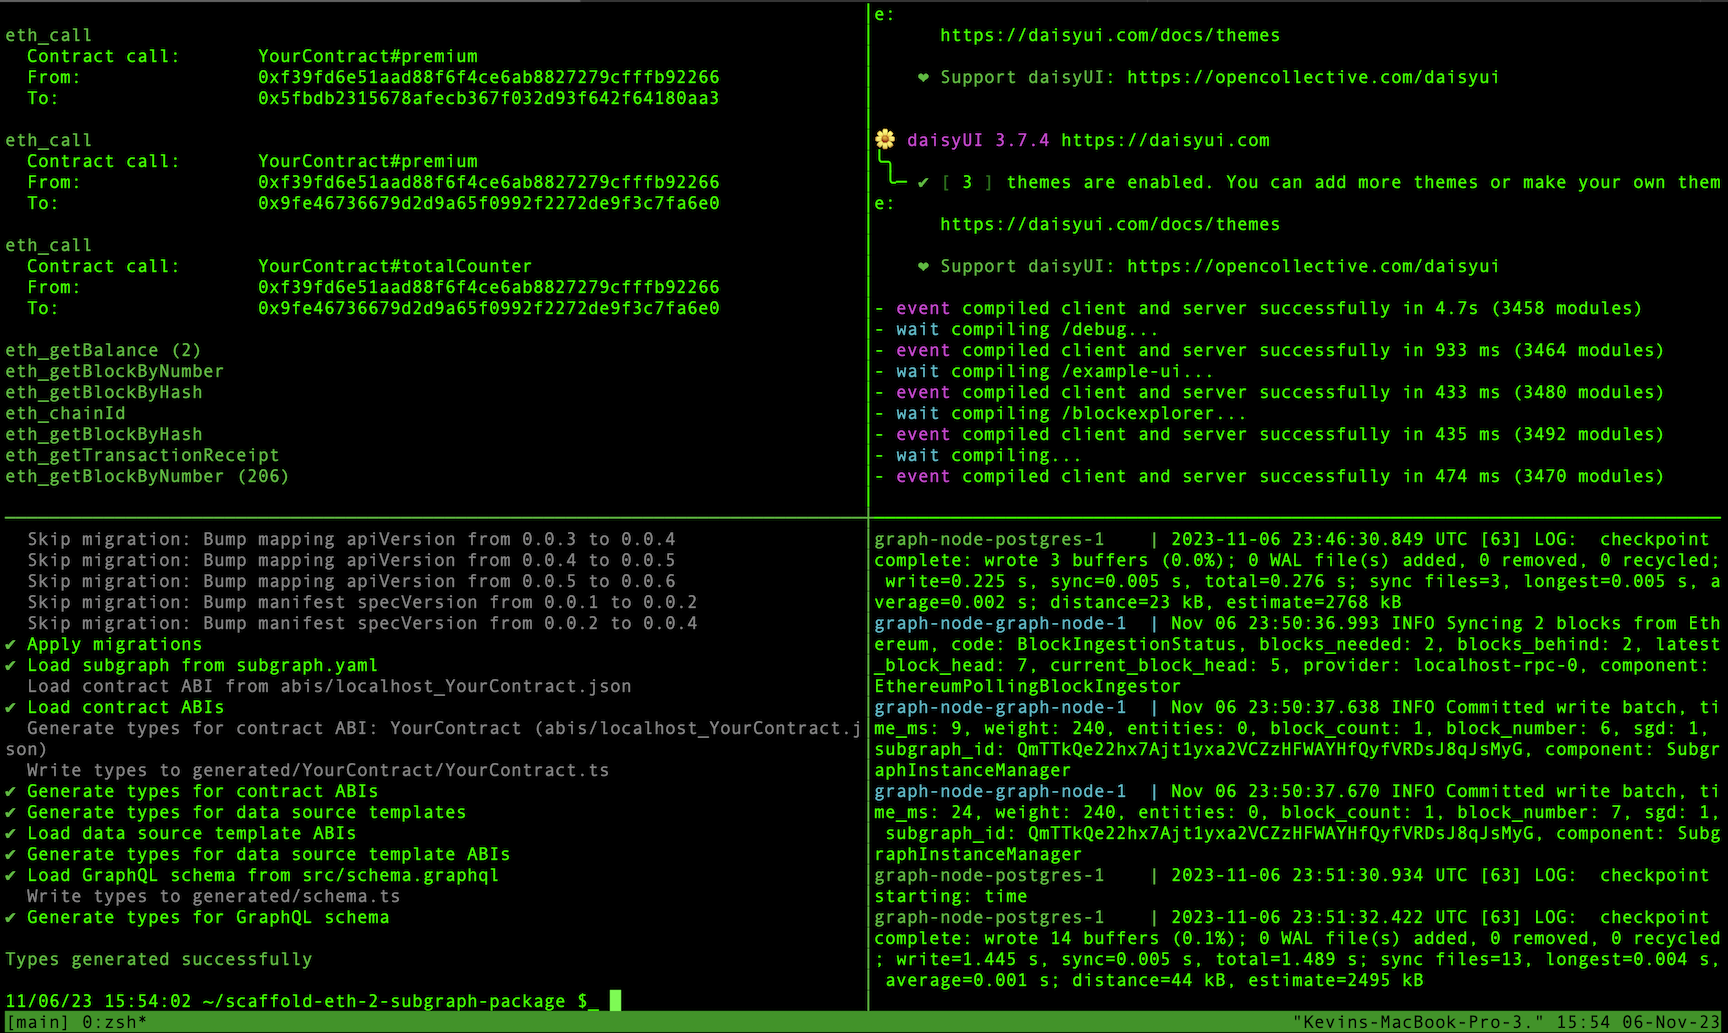 eth_call
  Contract call:       YourContract#premium
  From:                0xf39fd6e51aad88f6f4ce6ab8827279cfffb92266
  To:                  0x5fbdb2315678afecb367f032d93f642f64180aa3
eth_call
  Contract call:       YourContract#premium
  From:                0xf39fd6e51aad88f6f4ce6ab8827279cfffb92266
  To:                  0x9fe46736679d2d9a65f0992f2272de9f3c7fa6e0
eth_call
  Contract call:       YourContract#totalCounter
  From:                0xf39fd6e51aad88f6f4ce6ab8827279cfffb92266
  To:                  0x9fe46736679d2d9a65f0992f2272de9f3c7fa6e0
eth_getBalance (2)
eth_getBlockByNumber
eth_getBlockByHash
eth_chainId
eth_getBlockByHash
eth_getTransactionReceipt
eth_getBlockByNumber (206)
e:
      https://daisyui.com/docs/themes
    ❤ Support daisyUI: https://opencollective.com/daisyui
🌼 daisyUI 3.7.4 https://daisyui.com
╰─ ✔ [ 3 ] themes are enabled. You can add more themes or make your own them
e:
      https://daisyui.com/docs/themes
    ❤ Support daisyUI: https://opencollective.com/daisyui
- event compiled client and server successfully in 4.7s (3458 modules)
- wait compiling /debug...
- event compiled client and server successfully in 933 ms (3464 modules)
- wait compiling /example-ui...
- event compiled client and server successfully in 433 ms (3480 modules)
- wait compiling /blockexplorer...
- event compiled client and server successfully in 435 ms (3492 modules)
- wait compiling...
- event compiled client and server successfully in 474 ms (3470 modules)
  Skip migration: Bump mapping apiVersion from 0.0.3 to 0.0.4
  Skip migration: Bump mapping apiVersion from 0.0.4 to 0.0.5
  Skip migration: Bump mapping apiVersion from 0.0.5 to 0.0.6
  Skip migration: Bump manifest specVersion from 0.0.1 to 0.0.2
  Skip migration: Bump manifest specVersion from 0.0.2 to 0.0.4
✔ Apply migrations
✔ Load subgraph from subgraph.yaml
  Load contract ABI from abis/localhost_YourContract.json
✔ Load contract ABIs
  Generate types for contract ABI: YourContract (abis/localhost_YourContract.j
son)
  Write types to generated/YourContract/YourContract.ts
✔ Generate types for contract ABIs
✔ Generate types for data source templates
✔ Load data source template ABIs
✔ Generate types for data source template ABIs
✔ Load GraphQL schema from src/schema.graphql
  Write types to generated/schema.ts
✔ Generate types for GraphQL schema
Types generated successfully
11/06/23 15:54:02 ~/scaffold-eth-2-subgraph-package $_
graph-node-postgres-1    | 2023-11-06 23:46:30.849 UTC [63] LOG:  checkpoint
complete: wrote 3 buffers (0.0%); 0 WAL file(s) added, 0 removed, 0 recycled;
 write=0.225 s, sync=0.005 s, total=0.276 s; sync files=3, longest=0.005 s, a
verage=0.002 s; distance=23 kB, estimate=2768 kB
graph-node-graph-node-1  | Nov 06 23:50:36.993 INFO Syncing 2 blocks from Eth
ereum, code: BlockIngestionStatus, blocks_needed: 2, blocks_behind: 2, latest
_block_head: 7, current_block_head: 5, provider: localhost-rpc-0, component:
EthereumPollingBlockIngestor
graph-node-graph-node-1  | Nov 06 23:50:37.638 INFO Committed write batch, ti
me_ms: 9, weight: 240, entities: 0, block_count: 1, block_number: 6, sgd: 1,
subgraph_id: QmTTkQe22hx7Ajt1yxa2VCZzHFWAYHfQyfVRDsJ8qJsMyG, component: Subgr
aphInstanceManager
graph-node-graph-node-1  | Nov 06 23:50:37.670 INFO Committed write batch, ti
me_ms: 24, weight: 240, entities: 0, block_count: 1, block_number: 7, sgd: 1,
 subgraph_id: QmTTkQe22hx7Ajt1yxa2VCZzHFWAYHfQyfVRDsJ8qJsMyG, component: Subg
raphInstanceManager
graph-node-postgres-1    | 2023-11-06 23:51:30.934 UTC [63] LOG:  checkpoint
starting: time
graph-node-postgres-1    | 2023-11-06 23:51:32.422 UTC [63] LOG:  checkpoint
complete: wrote 14 buffers (0.1%); 0 WAL file(s) added, 0 removed, 0 recycled
; write=1.445 s, sync=0.005 s, total=1.489 s; sync files=13, longest=0.004 s,
 average=0.001 s; distance=44 kB, estimate=2495 kB
[main] 0:zsh*
"Kevins-MacBook-Pro-3." 15:54 06-Nov-23